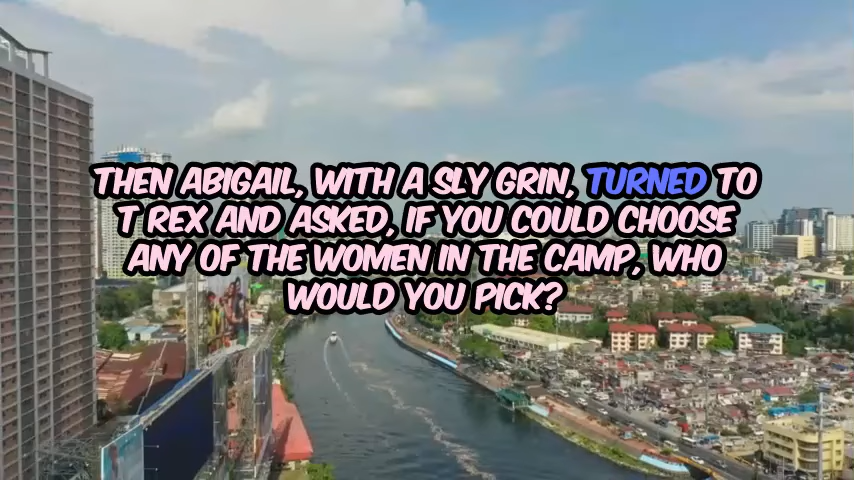 THEN ABIGAIL, WITH A SLY GRIN, TURNED TO
T REX AND ASKED, IF YOU COULD CHOOSE
ANY OF THE WOMEN IN THE CAMP, WHO
WOULD YOU PICK?